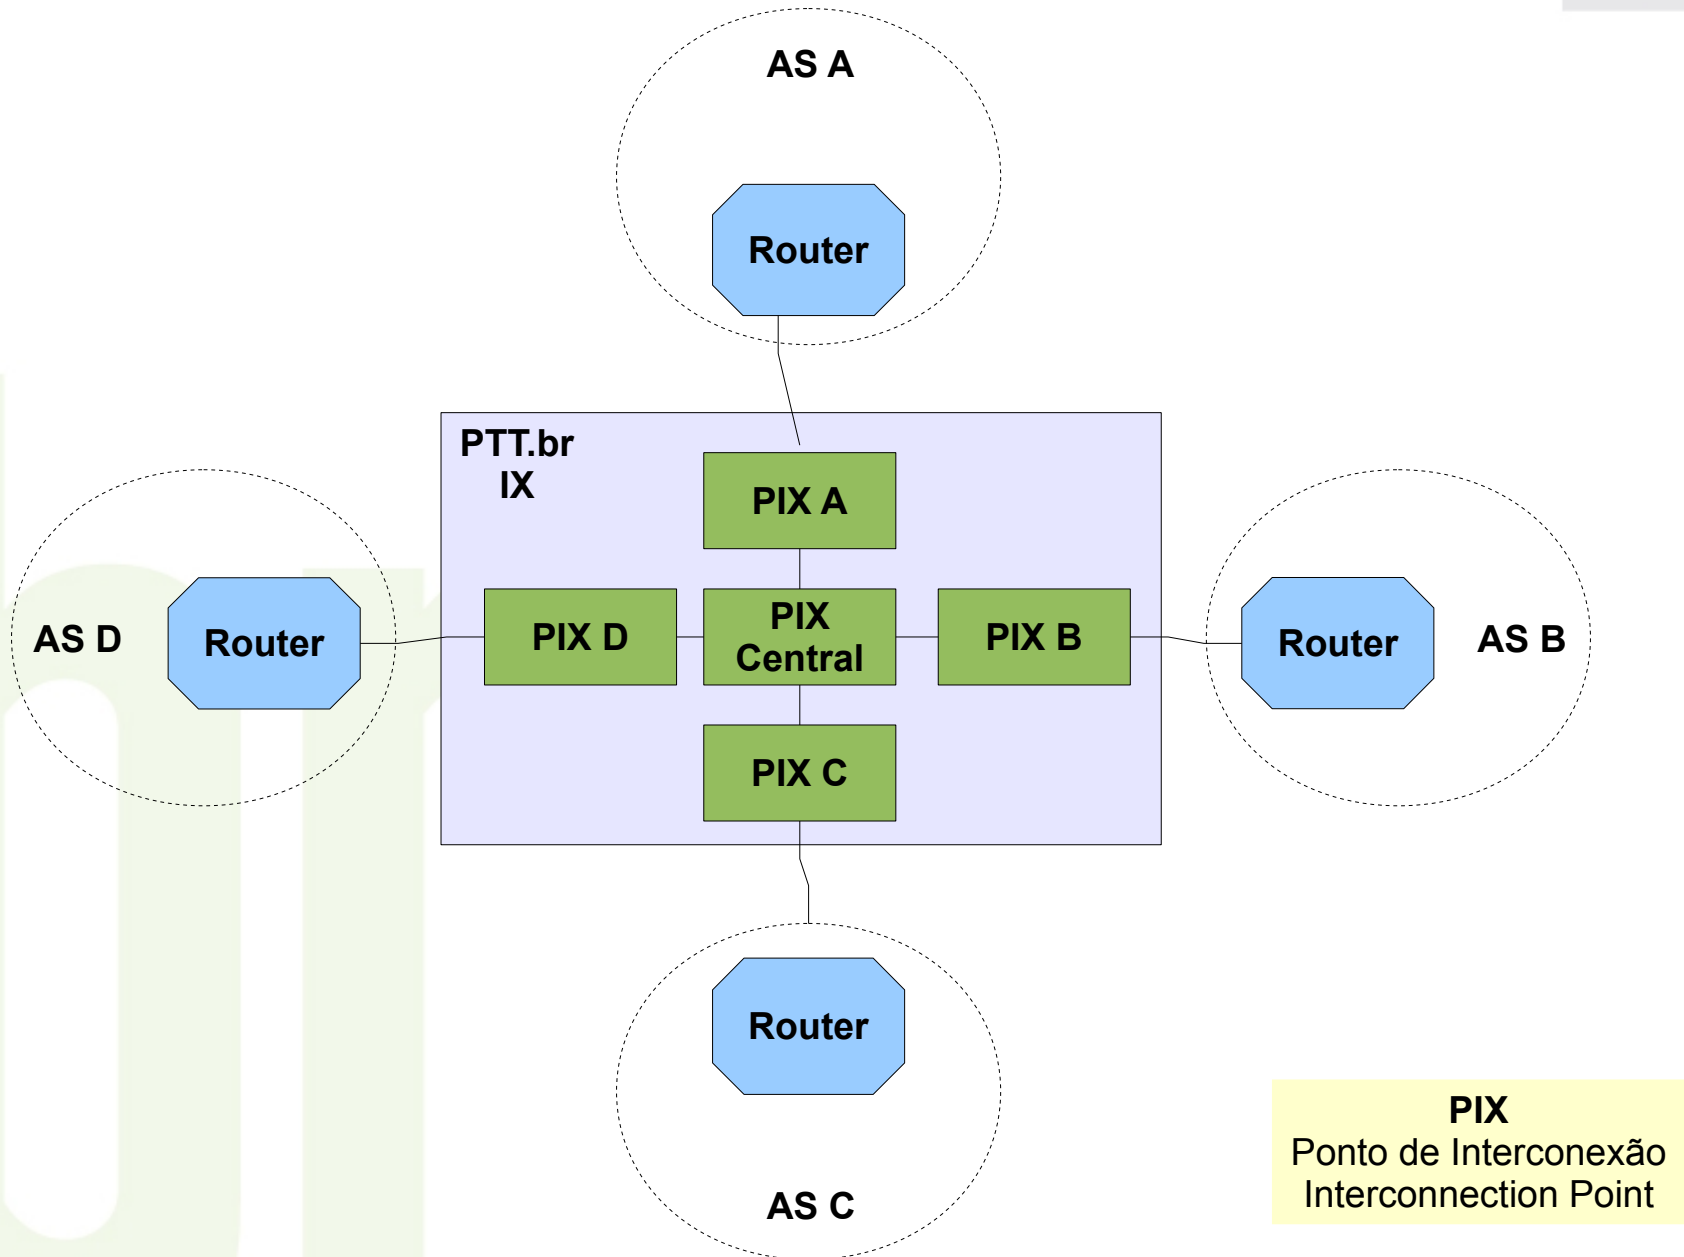 AS A
Router
PTT.br
IX
PIX A
AS D
Router
PIX D
PIX
Central
PIX B
Router
AS B
PIX C
Router
AS C
PIX
Ponto de Interconexão
Interconnection Point